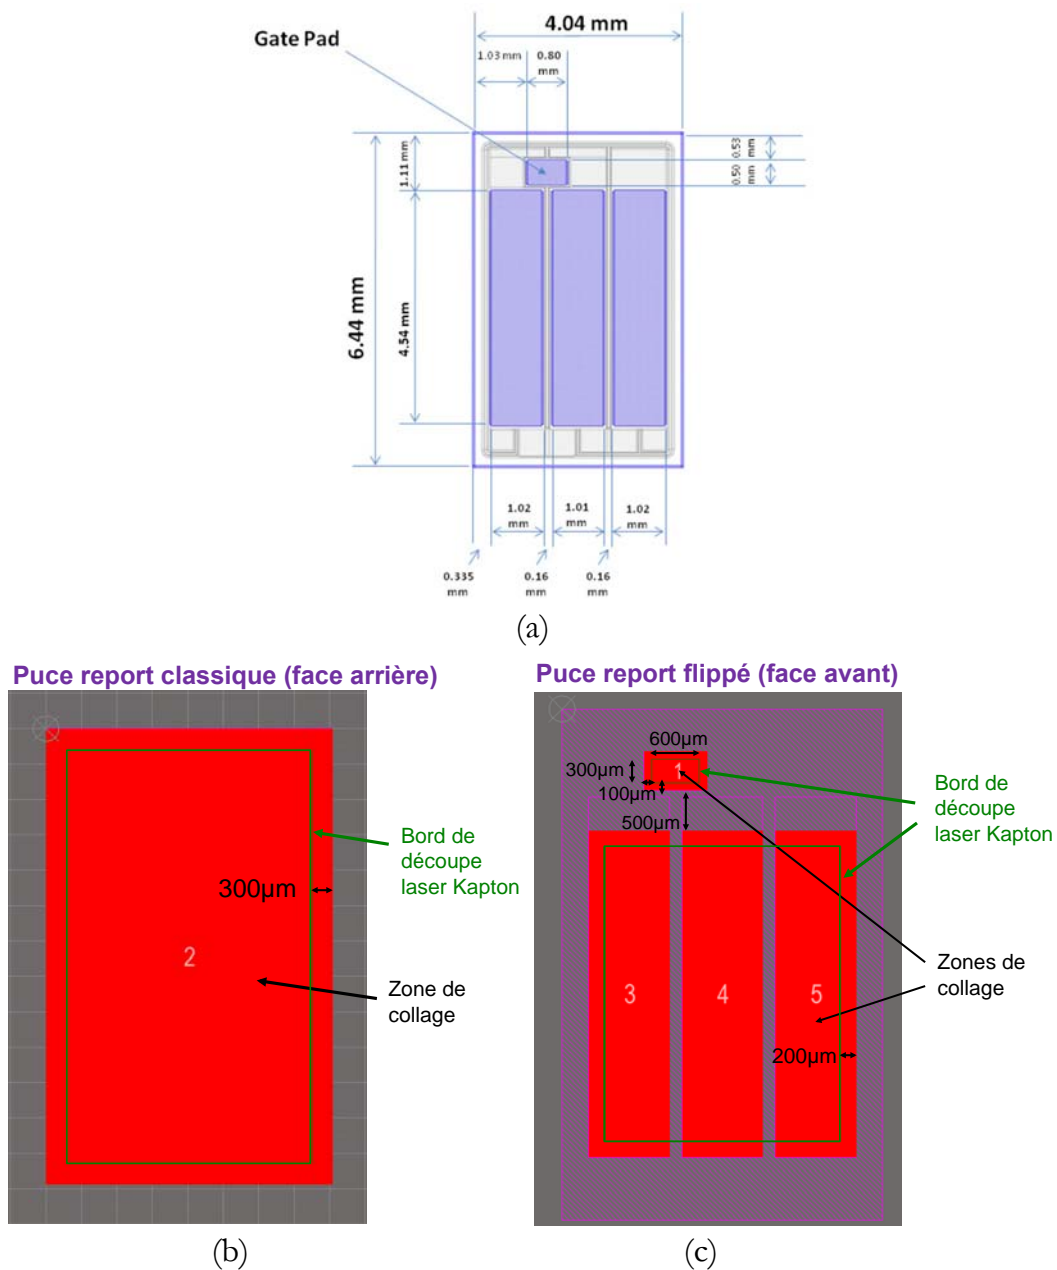 4.04 mm
Gate Pad
1.03 mm
0.80
mm
0.53
mm
0.50
mm
1.11 mm
6.44 mm
4.54 mm
1.02
mm
1.01
mm
1.02
mm
0.335
mm
0.16
mm
0.16
mm
(a)
Puce report classique (face arrière)
Bord de
découpe
laser Kapton
300µm
2
Zone de
collage
(b)
Puce report flippé (face avant)
600µm
300µm
1
100µm
500µm
Bord de
découpe
laser Kapton
3
4
5
Zones de
collage
200µm
(c)